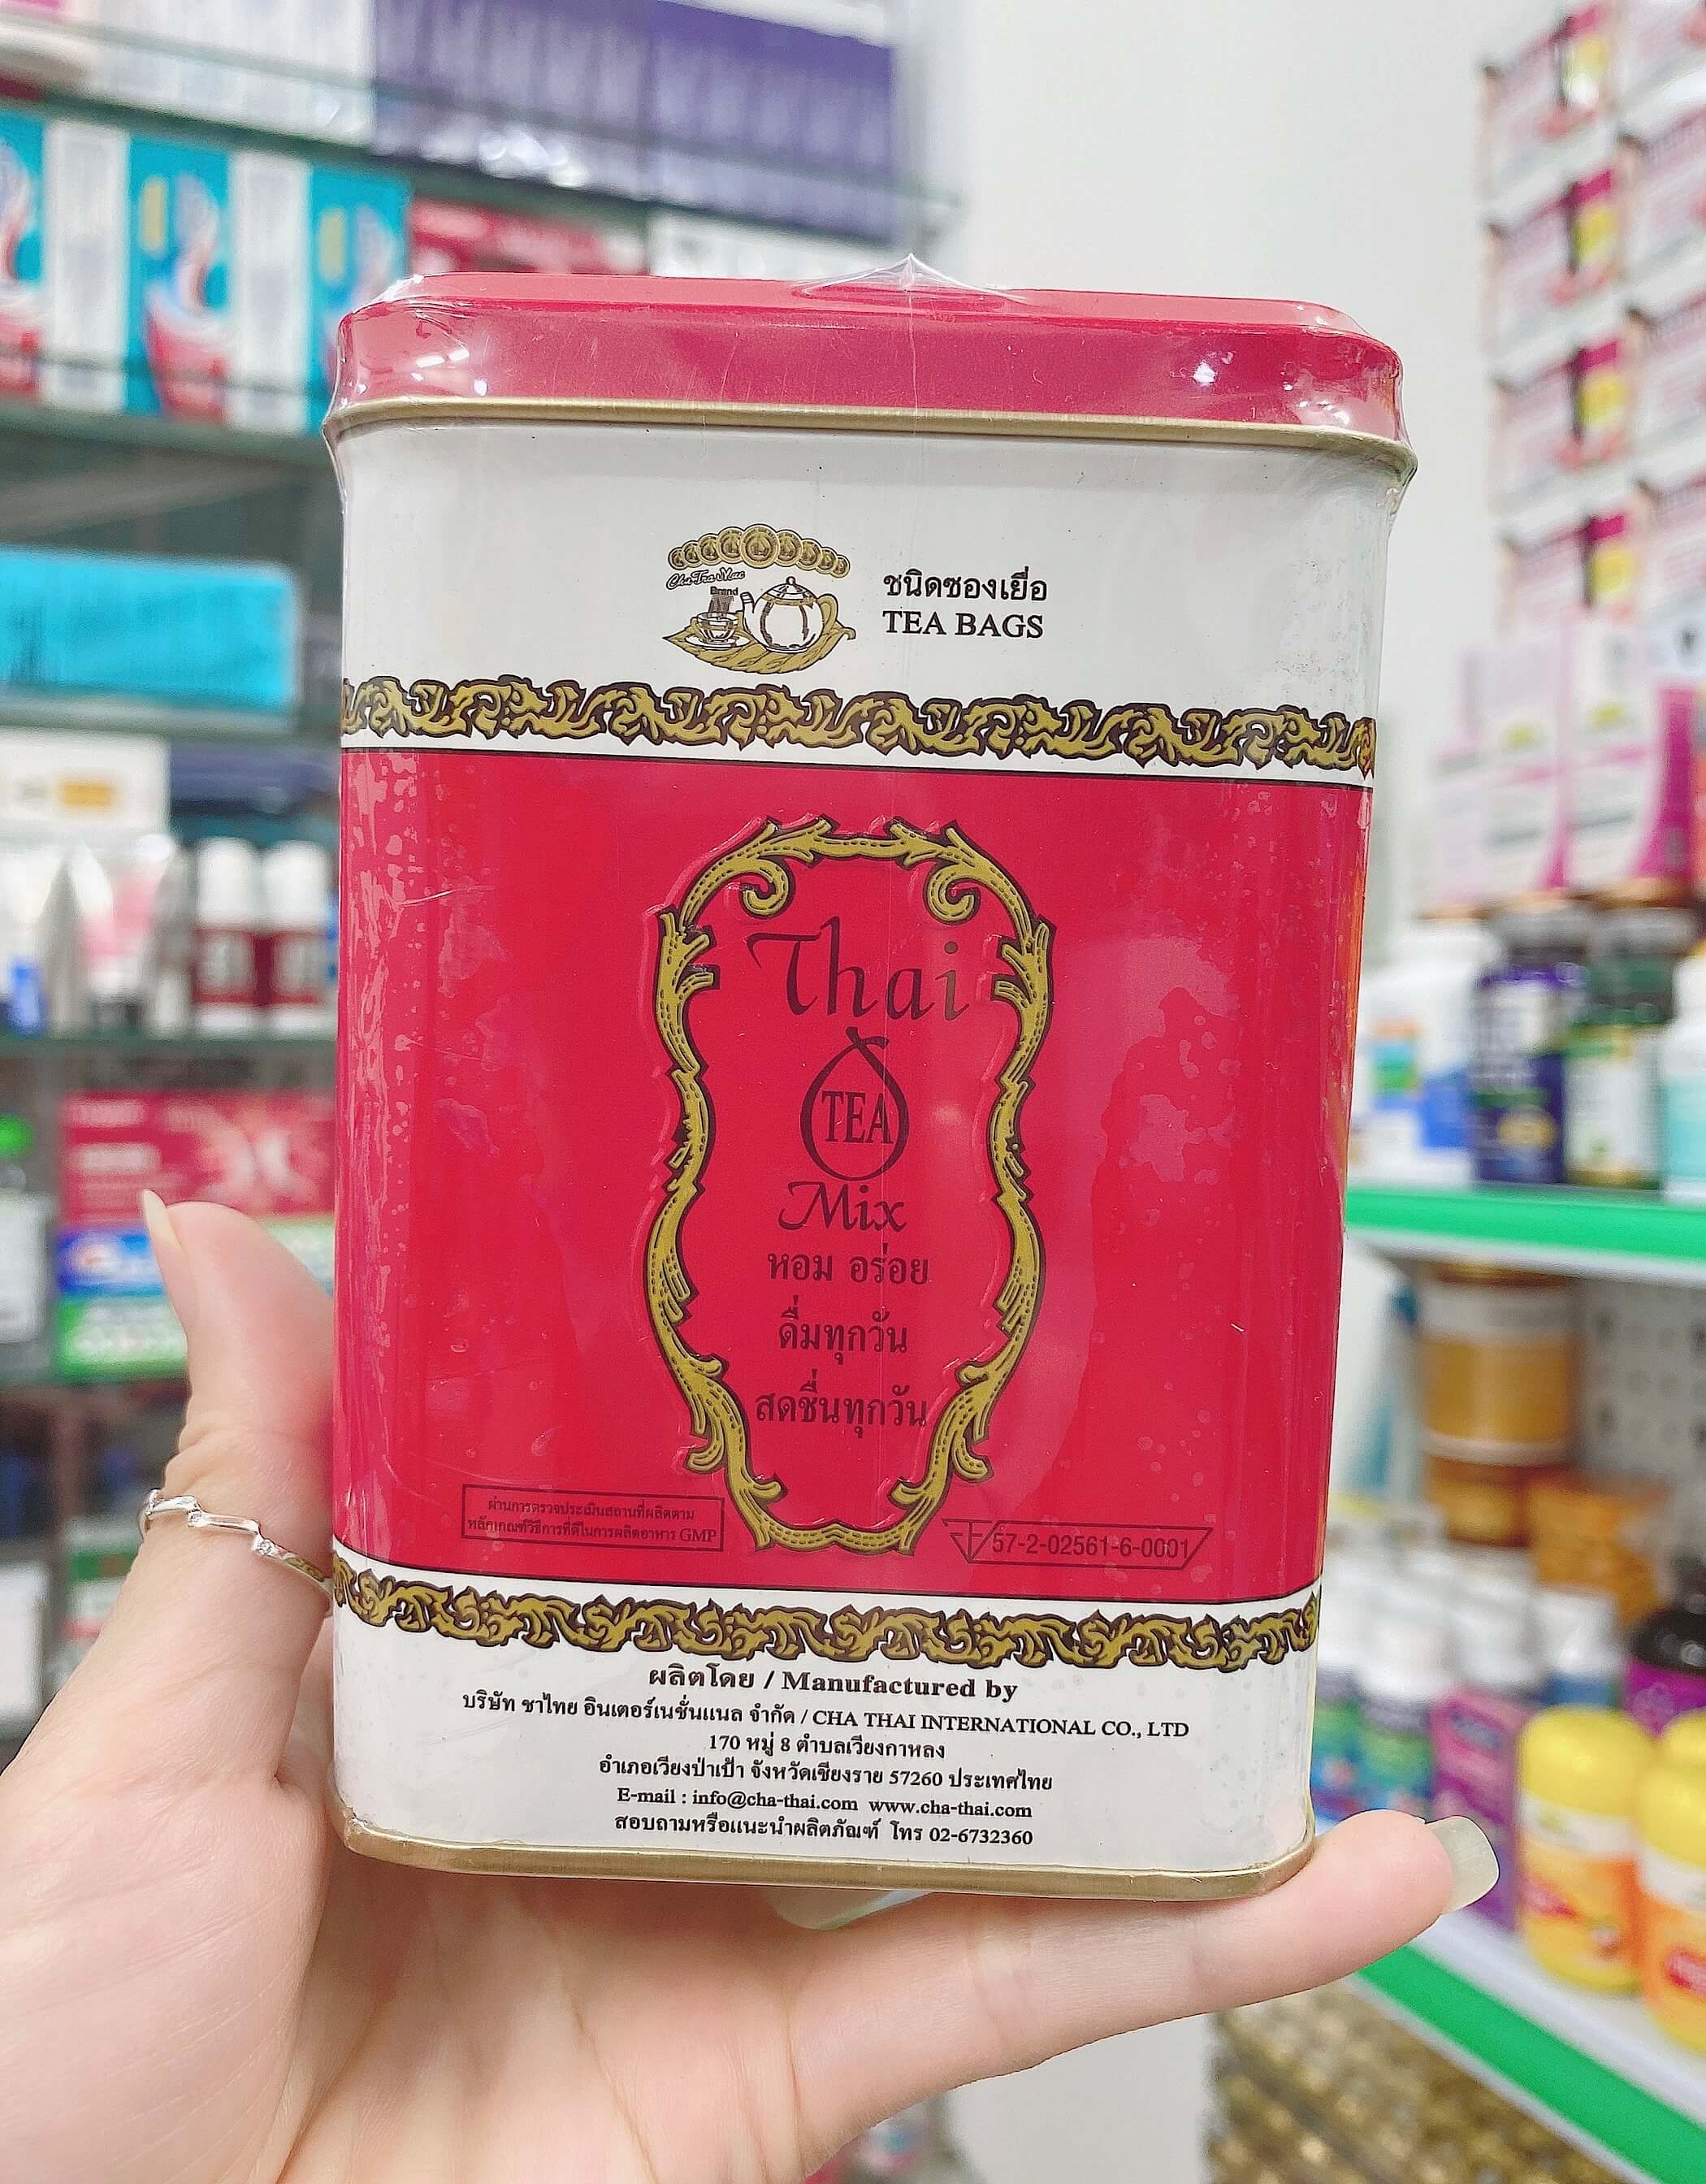 Cha Tra Mue
Brand
ชนิดซองเยื่อ
TEA BAGS
Thai
TEA
Mix
หอม อร่อย
ดื่มทุกวัน
สดชื่นทุกวัน
ผ่านการตรวจประเมินสถานที่ผลิตตาม
หลักเกณฑ์วิธีการที่ดีในการผลิตอาหาร GMP
57-2-02561-6-0001
ผลิตโดย / Manufactured by
บริษัท ชาไทย อินเตอร์เนชั่นแนล จำกัด / CHA THAI INTERNATIONAL CO., LTD
170 หมู่ 8 ตำบลเวียงกาหลง
อำเภอเวียงป่าเป้า จังหวัดเชียงราย 57260 ประเทศไทย
E-mail : info@cha-thai.com www.cha-thai.com
สอบถามหรือแนะนำผลิตภัณฑ์ โทร 02-6732360